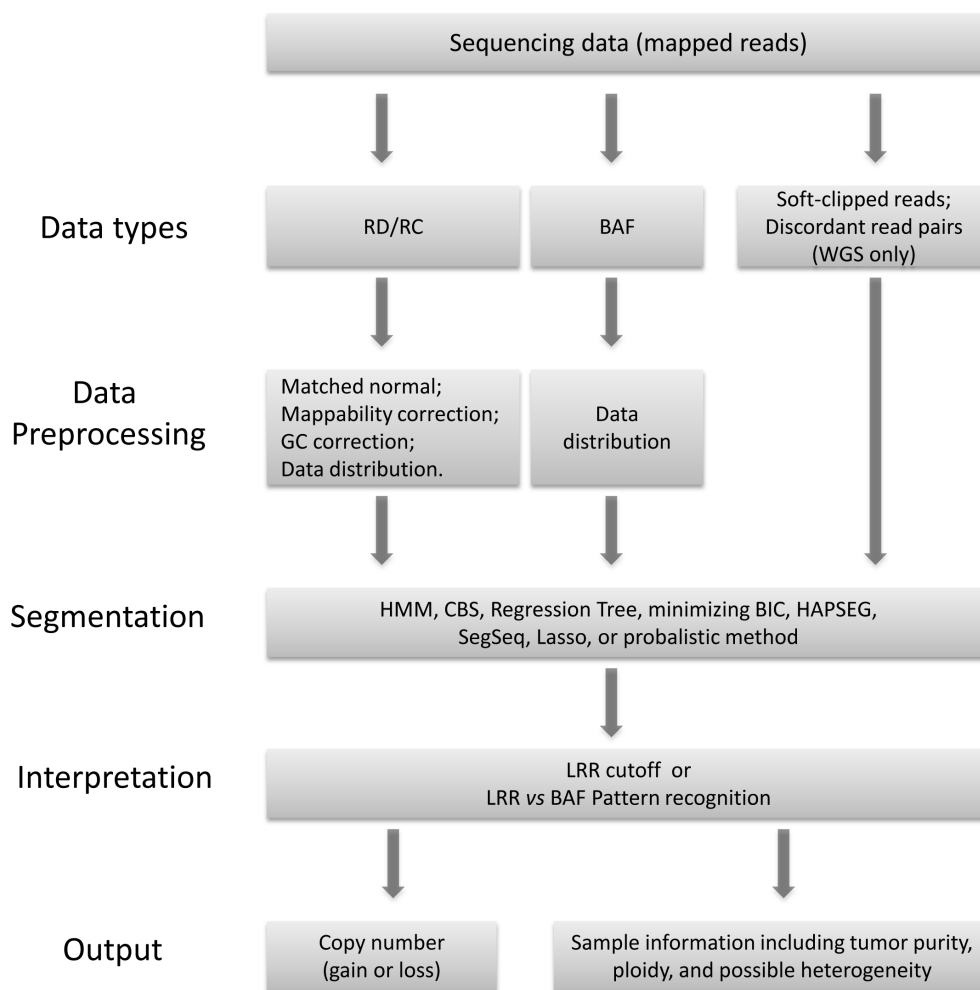 Sequencing data (mapped reads)
Data types
RD/RC
BAF
Soft-clipped reads;
Discordant read pairs
(WGS only)
Data
Preprocessing
Matched normal;
Mappability correction;
GC correction;
Data distribution.
Data
distribution
Segmentation
HMM, CBS, Regression Tree, minimizing BIC, HAPSEG,
SegSeq, Lasso, or probalistic method
Interpretation
LRR cutoff or
LRR vs BAF Pattern recognition
Output
Copy number
(gain or loss)
Sample information including tumor purity,
ploidy, and possible heterogeneity